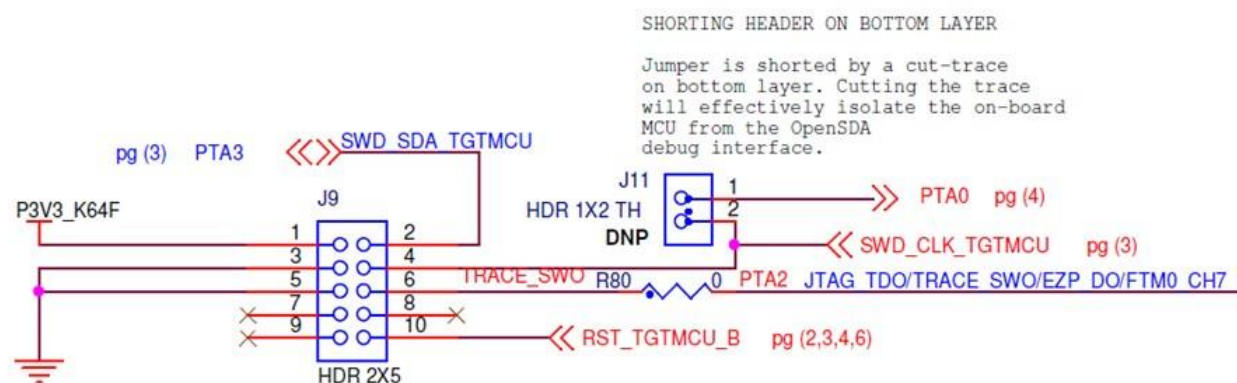 SHORTING HEADER ON BOTTOM LAYER
Jumper is shorted by a cut-trace
on bottom layer. Cutting the trace
will effectively isolate the on-board
MCU from the OpenSDA
debug interface.
pg (3) PTA3 SWD_SDA_TGTMCU
P3V3_K64F
J9
J11
HDR 1X2 TH
DNP
1
2
PTA0 pg (4)
SWD_CLK_TGTMCU pg (3)
1 2
3 4
5 6
7 8
9 10
TRACE_SWO R80 0 PTA2 JTAG_TDO/TRACE_SWO/EZP_DO/FTM0_CH7
RST_TGTMCU_B pg (2,3,4,6)
HDR 2X5